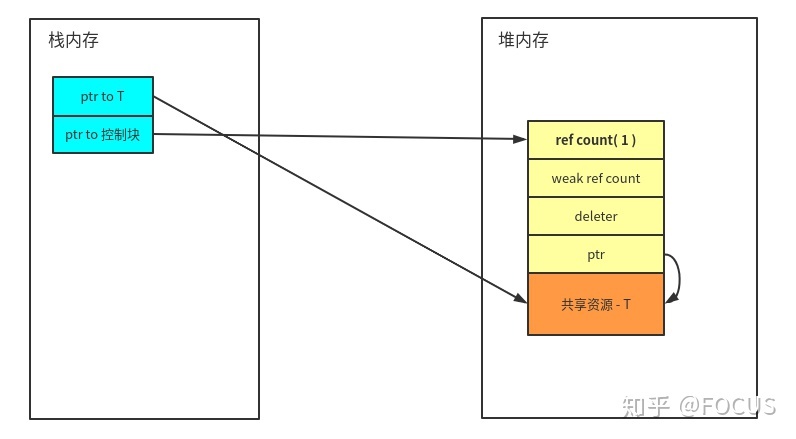 栈内存
ptr to T
ptr to 控制块
堆内存
ref count( 1 )
weak ref count
deleter
ptr
共享资源 - T
知乎 @FOCUS